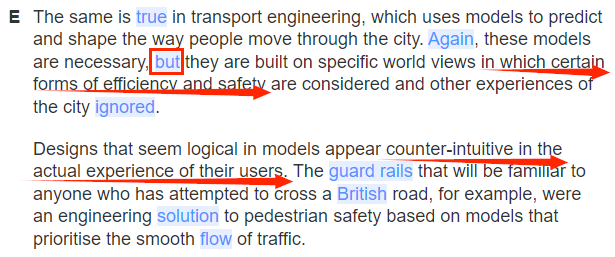 E The same is true in transport engineering, which uses models to predict
and shape the way people move through the city. Again, these models
are necessary, but they are built on specific world views in which certain
forms of efficiency and safety are considered and other experiences of
the city ignored.
Designs that seem logical in models appear counter-intuitive in the
actual experience of their users. The guard rails that will be familiar to
anyone who has attempted to cross a British road, for example, were
an engineering solution to pedestrian safety based on models that
prioritise the smooth flow of traffic.